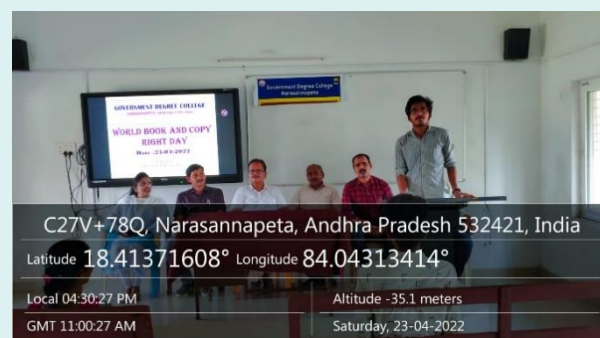 Government Degree College
Narasannapeta
GOVERNMENT DEGREE COLLEGE
WORLD BOOK AND COPY
RIGHT DAY
C27V+78Q, Narasannapeta, Andhra Pradesh 532421, India
Latitude 18.41371608° Longitude 84.04313414°
Local 04:30:27 PM
Altitude -35.1 meters
GMT 11:00:27 AM
Saturday, 23-04-2022